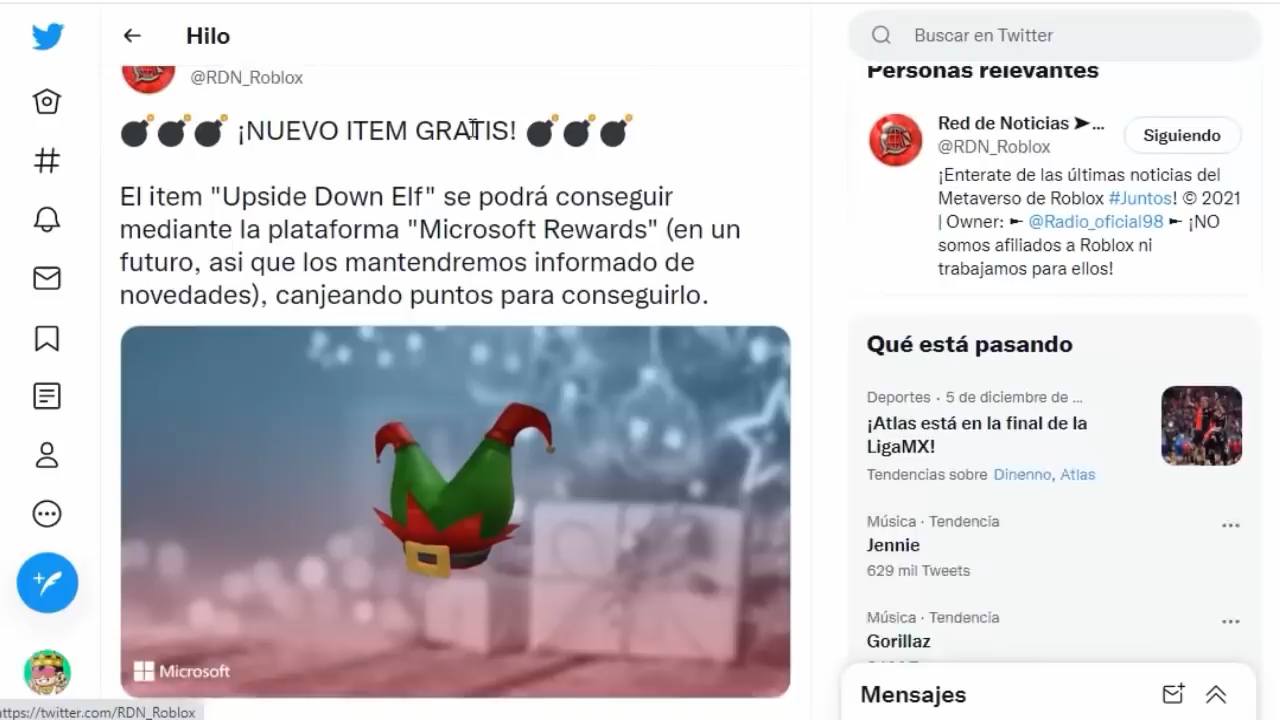 Hilo
@RDN_Roblox
¡NUEVO ITEM GRATIS!
El item "Upside Down Elf" se podrá conseguir
mediante la plataforma "Microsoft Rewards" (en un
futuro, asi que los mantendremos informado de
novedades), canjeando puntos para conseguirlo.
Microsoft
https://twitter.com/RDN_Roblox
Buscar en Twitter
Personas relevantes
Red de Noticias ➤...
@RDN_Roblox
Siguiendo
¡Enterate de las últimas noticias del
Metaverso de Roblox #Juntos! © 2021
| Owner: ➸ @Radio_oficial98 ➸ ¡NO
somos afiliados a Roblox ni
trabajamos para ellos!
Qué está pasando
Deportes · 5 de diciembre de ...
¡Atlas está en la final de la
LigaMX!
Tendencias sobre Dinenno, Atlas
Música · Tendencia
Jennie
629 mil Tweets
Música · Tendencia
Gorillaz
Mensajes